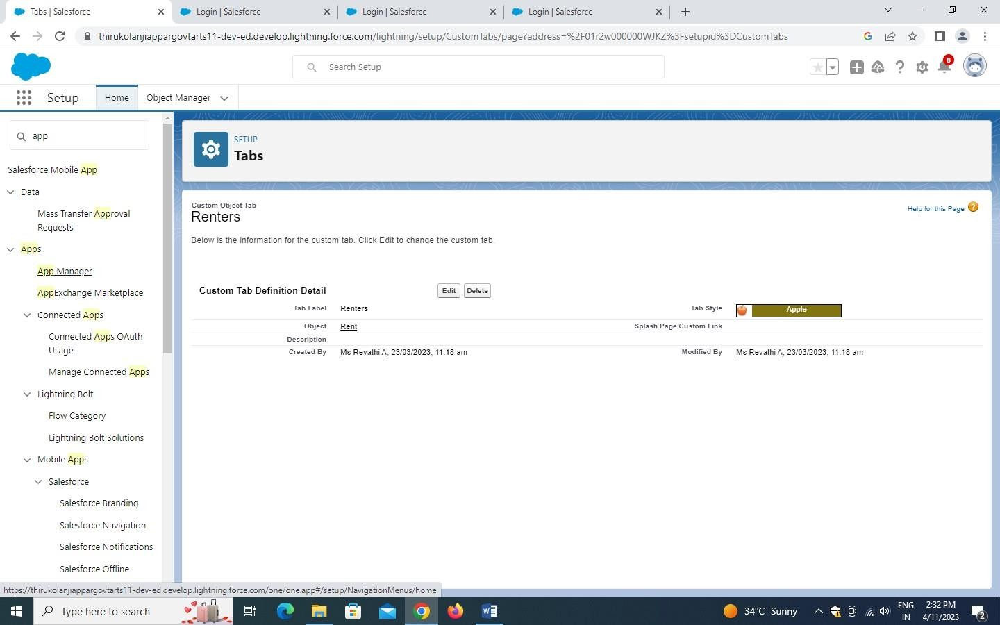 Tabs | Salesforce
Login | Salesforce
Login | Salesforce
Login | Salesforce
thirukolanjiappargovtarts11-dev-ed.develop.lightning.force.com/lightning/setup/CustomTabs/page?address=%2F01r2w000000WJKZ%3Fsetupid%3DCustomTabs
Search Setup
8
Setup
Home
Object Manager
app
Salesforce Mobile App
Data
Mass Transfer Approval
Requests
Apps
App Manager
AppExchange Marketplace
Connected Apps
Connected Apps OAuth
Usage
Manage Connected Apps
Lightning Bolt
Flow Category
Lightning Bolt Solutions
Mobile Apps
Salesforce
Salesforce Branding
Salesforce Navigation
Salesforce Notifications
Salesforce Offline
SETUP
Tabs
Custom Object Tab
Renters
Help for this Page
Below is the information for the custom tab. Click Edit to change the custom tab.
Custom Tab Definition Detail
Edit
Delete
Tab Label Renters
Tab Style Apple
Object Rent
Splash Page Custom Link
Description
Created By Ms Revathi A, 23/03/2023, 11:18 am
Modified By Ms Revathi A, 23/03/2023, 11:18 am
https://thirukolanjiappargovtarts11-dev-ed.develop.lightning.force.com/one/one.app#/setup/NavigationMenus/home
Type here to search
34°C Sunny
ENG
IN
2:32 PM
4/11/2023
2